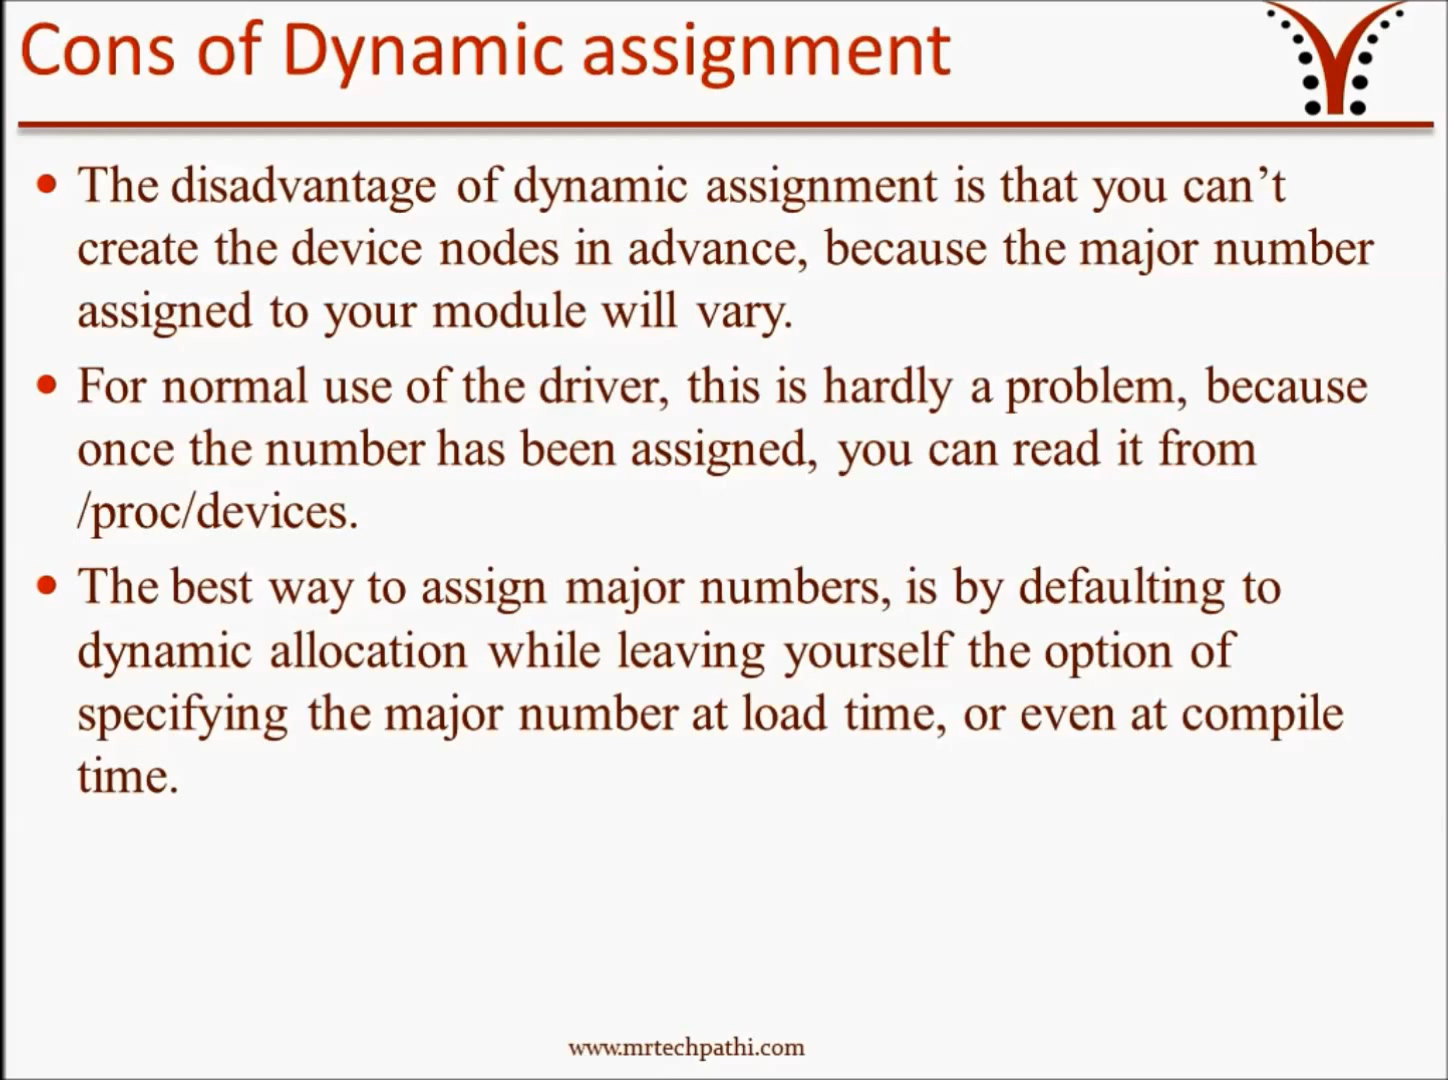 Cons of Dynamic assignment
• The disadvantage of dynamic assignment is that you can’t
create the device nodes in advance, because the major number
assigned to your module will vary.
• For normal use of the driver, this is hardly a problem, because
once the number has been assigned, you can read it from
/proc/devices.
• The best way to assign major numbers, is by defaulting to
dynamic allocation while leaving yourself the option of
specifying the major number at load time, or even at compile
time.
www.mrtechpathi.com